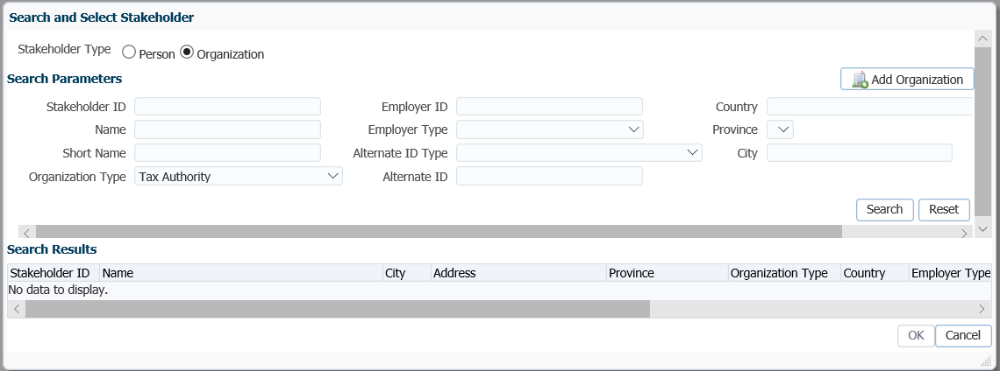 Search and Select Stakeholder
Stakeholder Type Person Organization
Search Parameters Add Organization
Stakeholder ID Employer ID Country
Name Employer Type Province
Short Name Alternate ID Type City
Organization Type Tax Authority Alternate ID
Search Reset
Search Results
Stakeholder ID Name City Address Province Organization Type Country Employer Type
No data to display.
OK Cancel